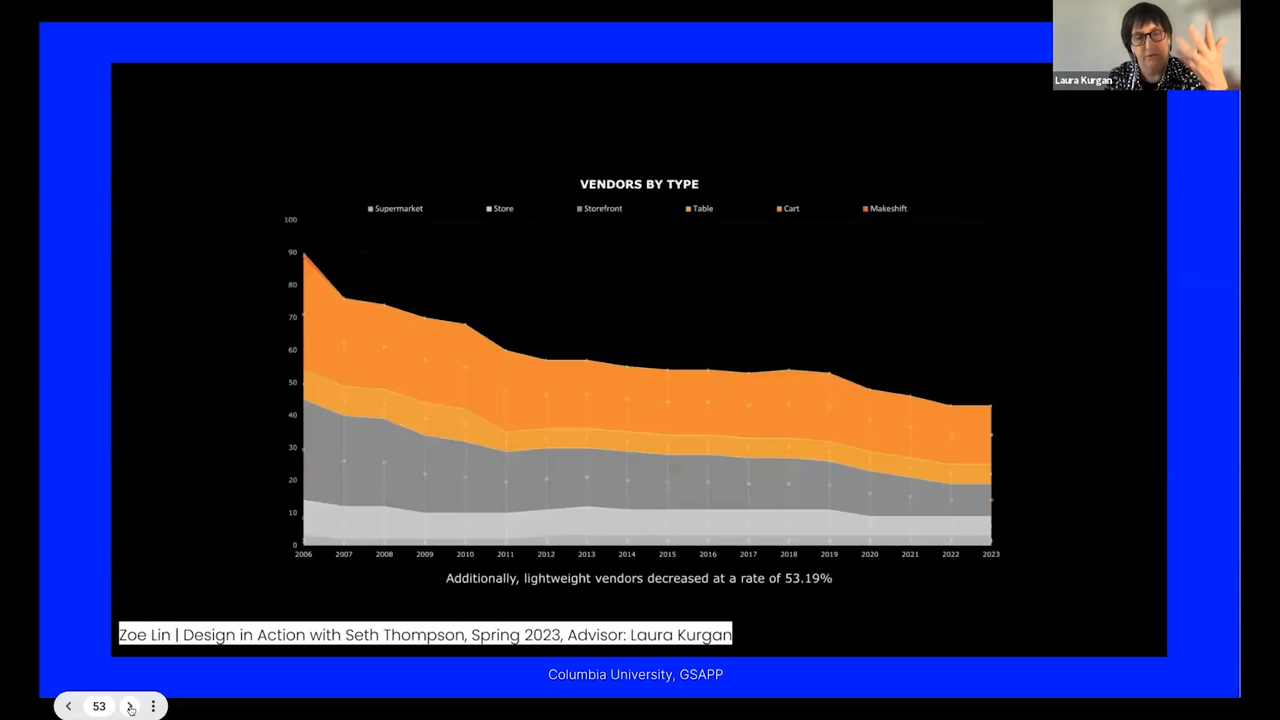 Laura Kurgan
VENDORS BY TYPE
Supermarket Store Storefront Table Cart Makeshift
100
90
80
70
60
50
40
30
20
10
0
2006 2007 2008 2009 2010 2011 2012 2013 2014 2015 2016 2017 2018 2019 2020 2021 2022 2023
Additionally, lightweight vendors decreased at a rate of 53.19%
Zoe Lin | Design in Action with Seth Thompson, Spring 2023, Advisor: Laura Kurgan
Columbia University, GSAPP
53